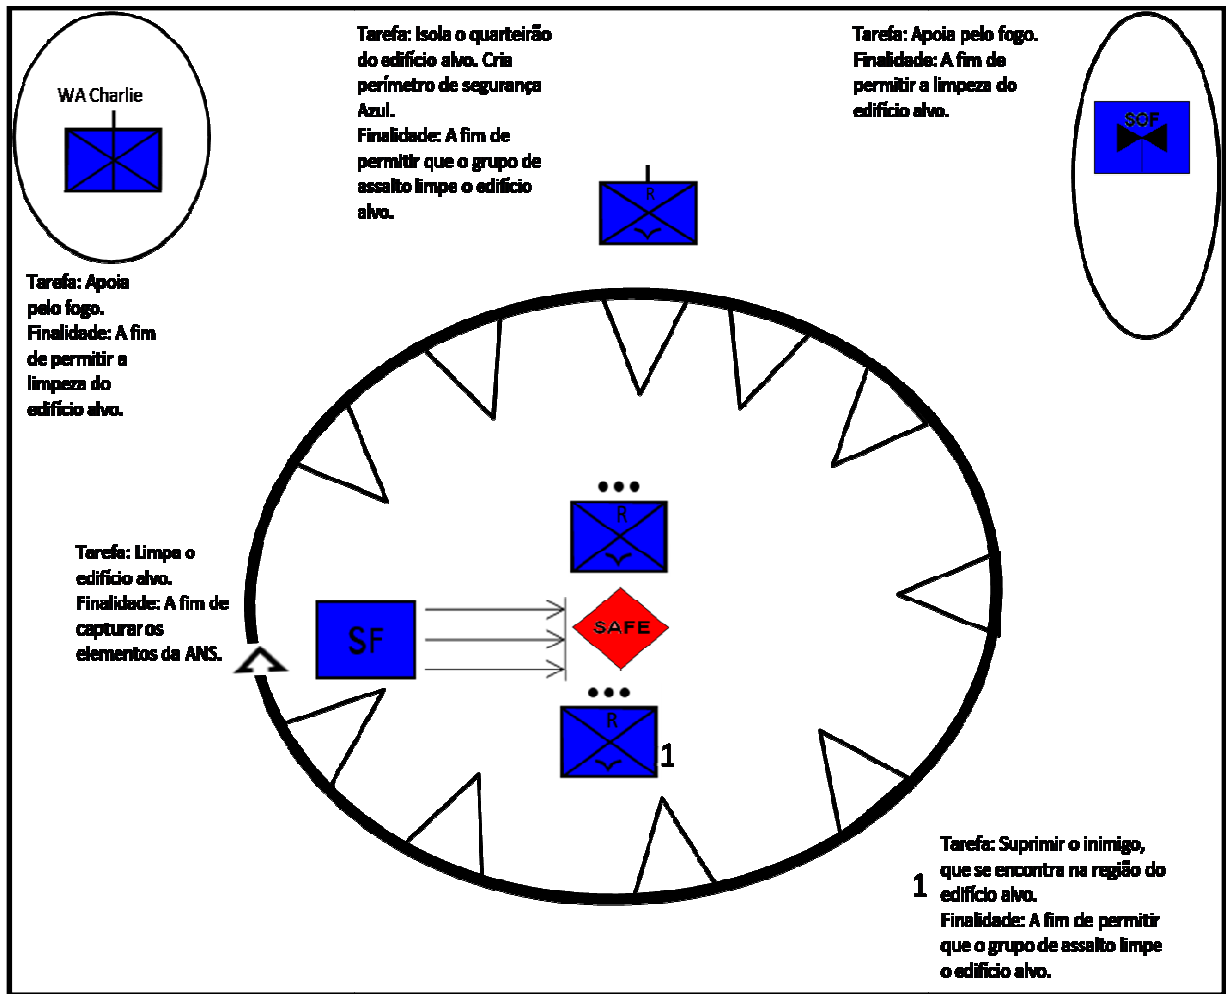 WA Charlie
Tarefa: Apoia
pelo fogo.
Finalidade: A fim
de permitir a
limpeza do
edifício alvo.
Tarefa: Isola o quarteirão
do edifício alvo. Cria
perímetro de segurança
Azul.
Finalidade: A fim de
permitir que o grupo de
assalto limpe o edifício
alvo.
R
Tarefa: Apoia pelo fogo.
Finalidade: A fim de
permitir a limpeza do
edifício alvo.
SOF
R
Tarefa: Limpa o
edifício alvo.
Finalidade: A fim de
capturar os
elementos da ANS.
SF
SAFE
R
1
1
Tarefa: Suprimir o inimigo,
que se encontra na região do
edifício alvo.
Finalidade: A fim de permitir
que o grupo de assalto limpe
o edifício alvo.